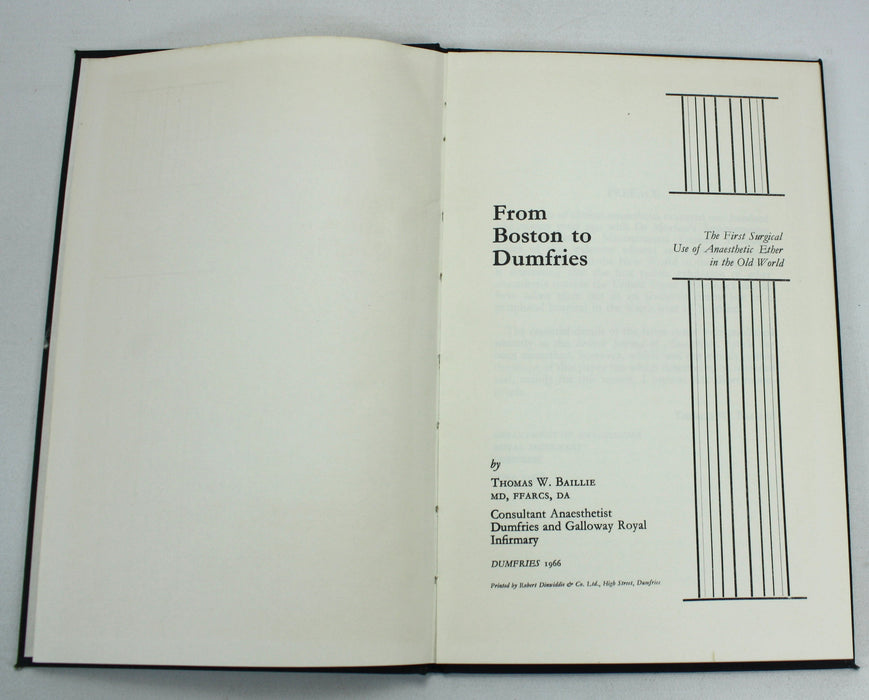 From
Boston to
Dumfries
The First Surgical
Use of Anaesthetic Ether
in the Old World
by
THOMAS W. BAILLIE
MD, FFARCS, DA
Consultant Anaesthetist
Dumfries and Galloway Royal
Infirmary
DUMFRIES 1966
Printed by Robert Dinwiddie & Co. Ltd., High Street, Dumfries